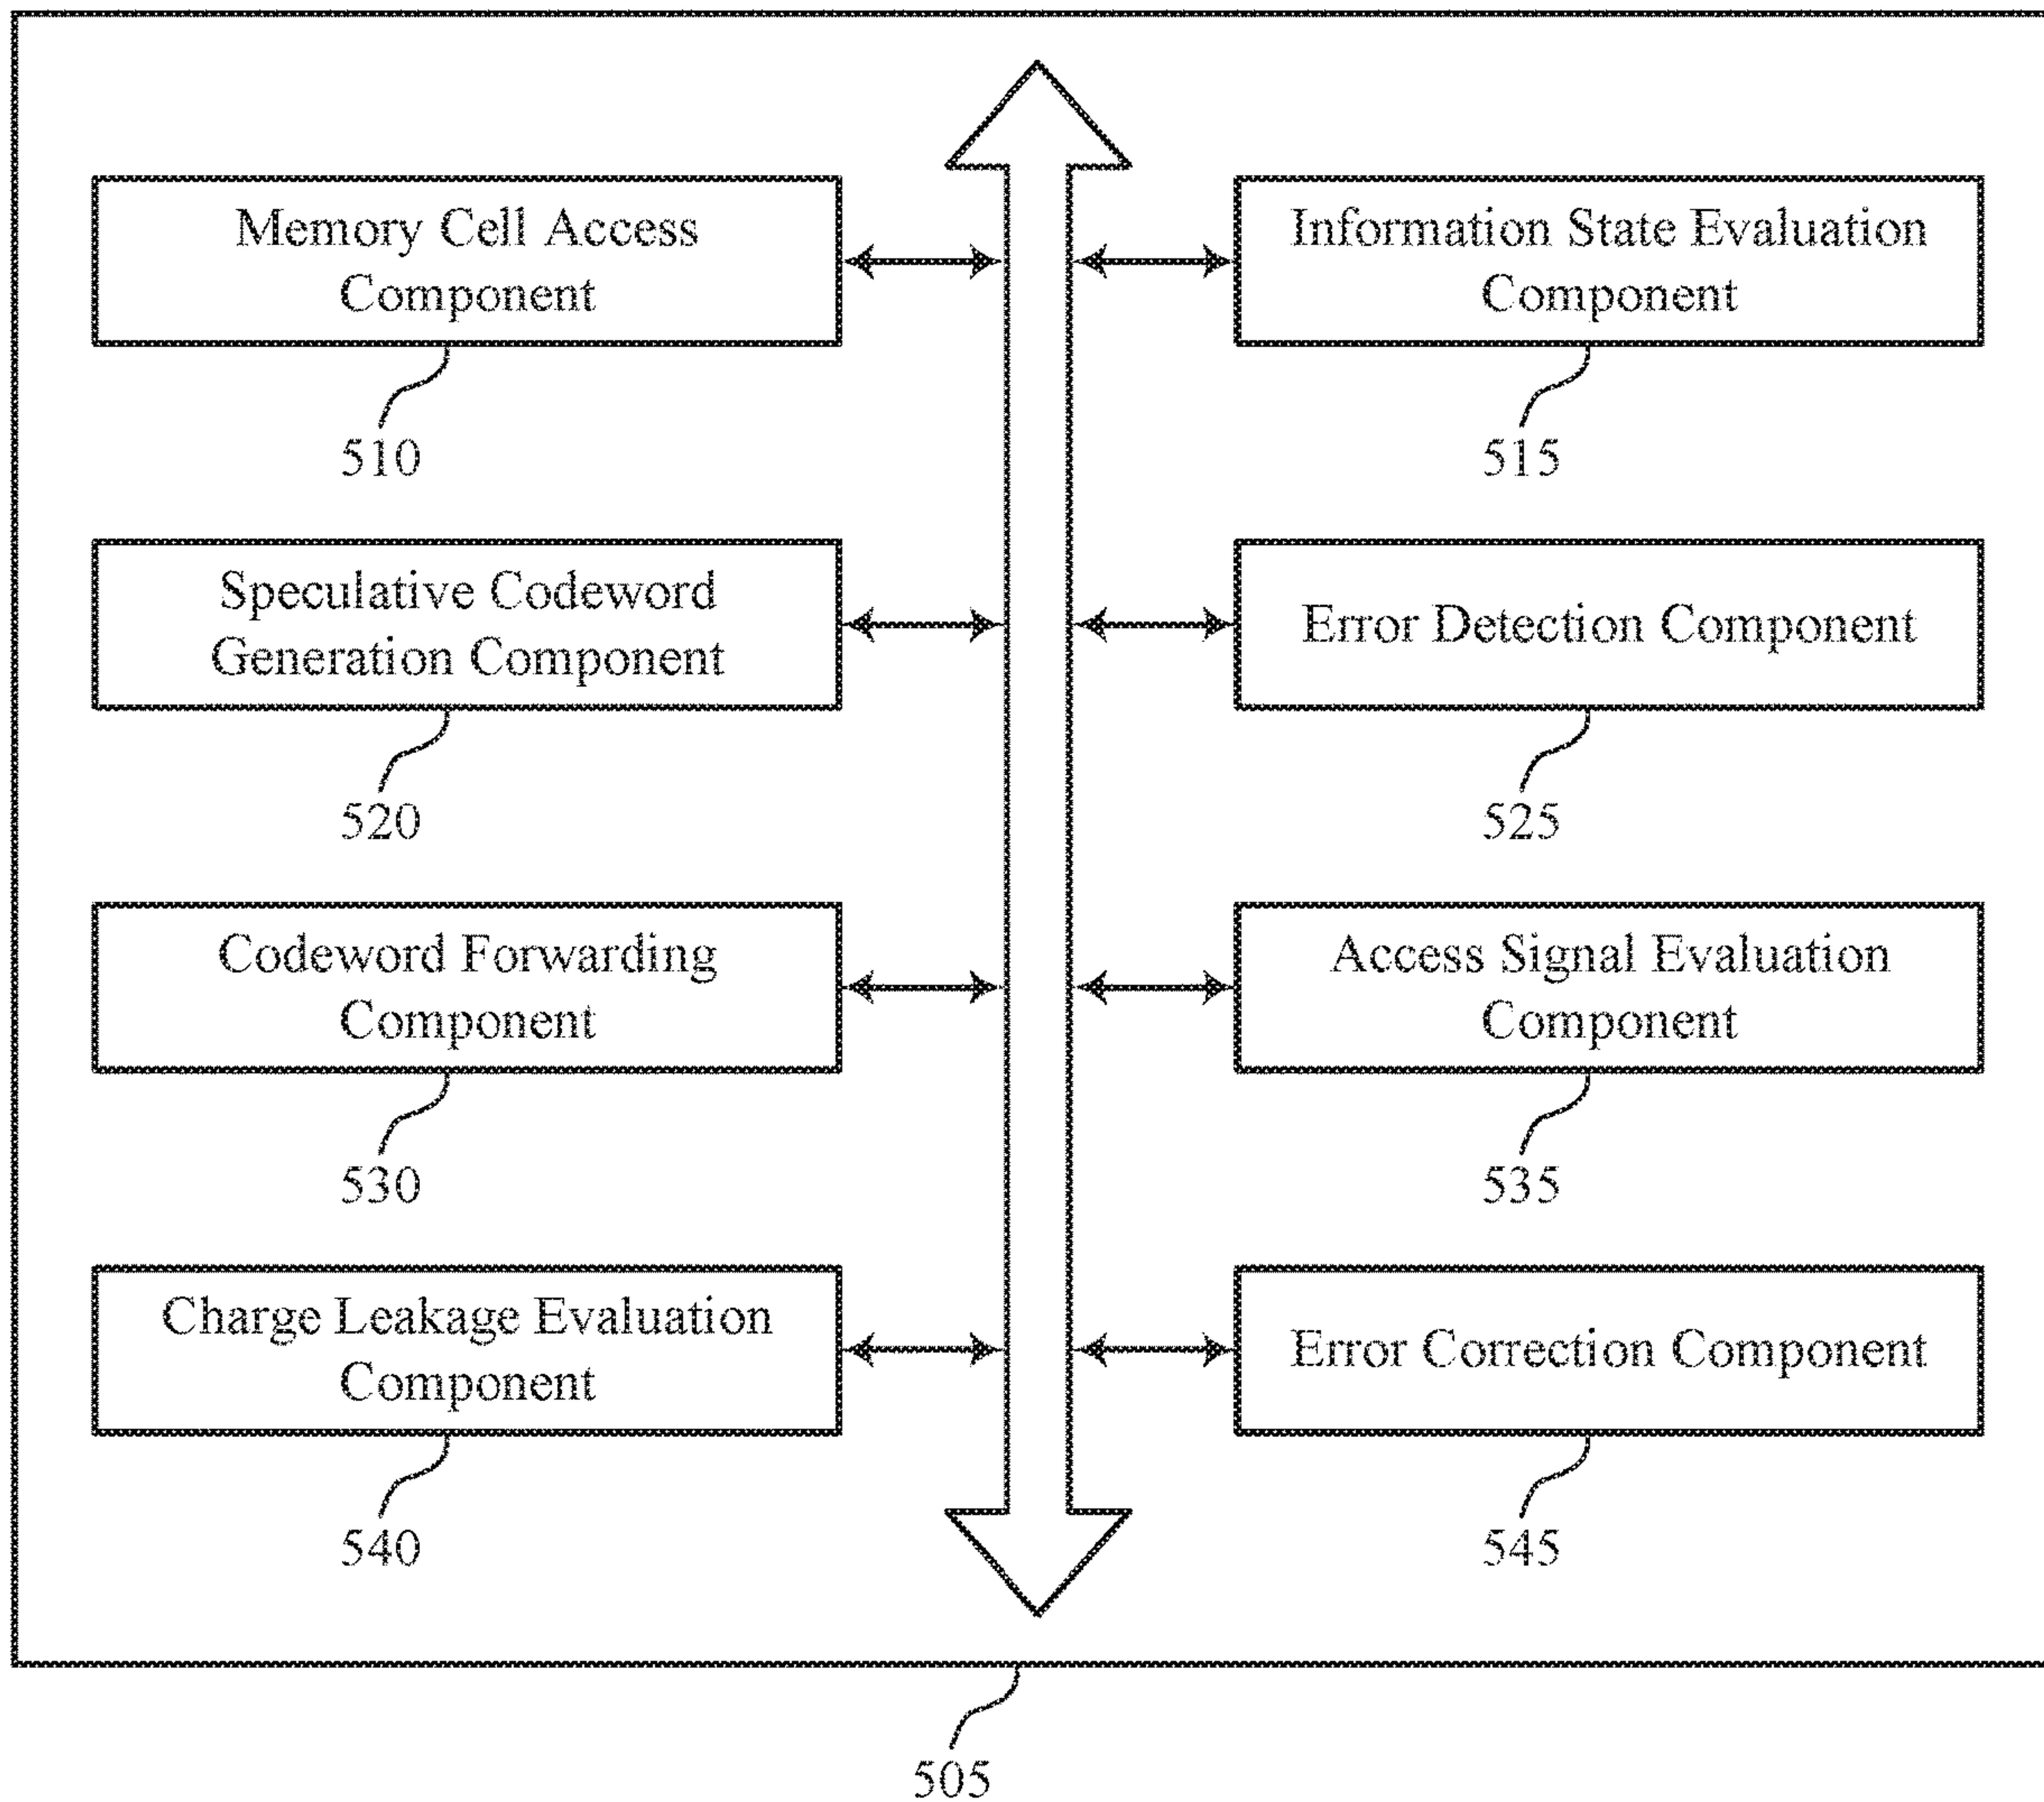 Memory Cell Access
Component
510
Information State Evaluation
Component
515
Speculative Codeword
Generation Component
520
Error Detection Component
525
Codeword Forwarding
Component
530
Access Signal Evaluation
Component
535
Charge Leakage Evaluation
Component
540
Error Correction Component
545
505